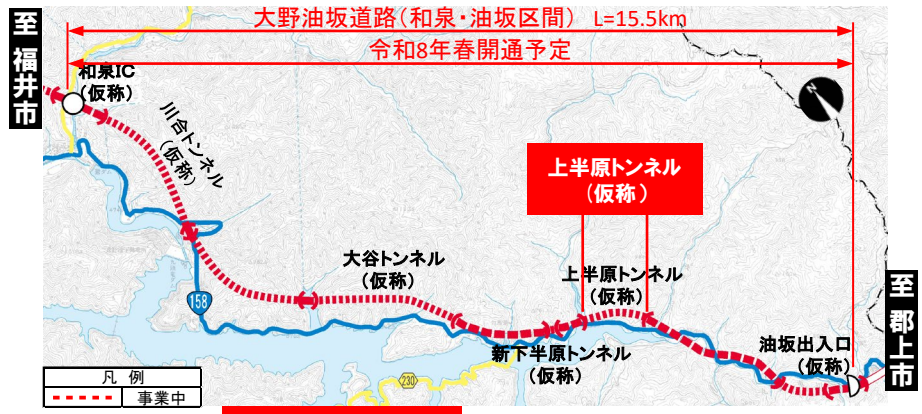 大野油坂道路(和泉・油坂区間) L=15.5km
令和8年春開通予定
至 福井市
和泉IC
(仮称)
川合トンネル
(仮称)
上半原トンネル
(仮称)
大谷トンネル
(仮称)
上半原トンネル
(仮称)
158
新下半原トンネル
(仮称)
油坂出入口
(仮称)
至 郡上市
230
N
凡例
事業中